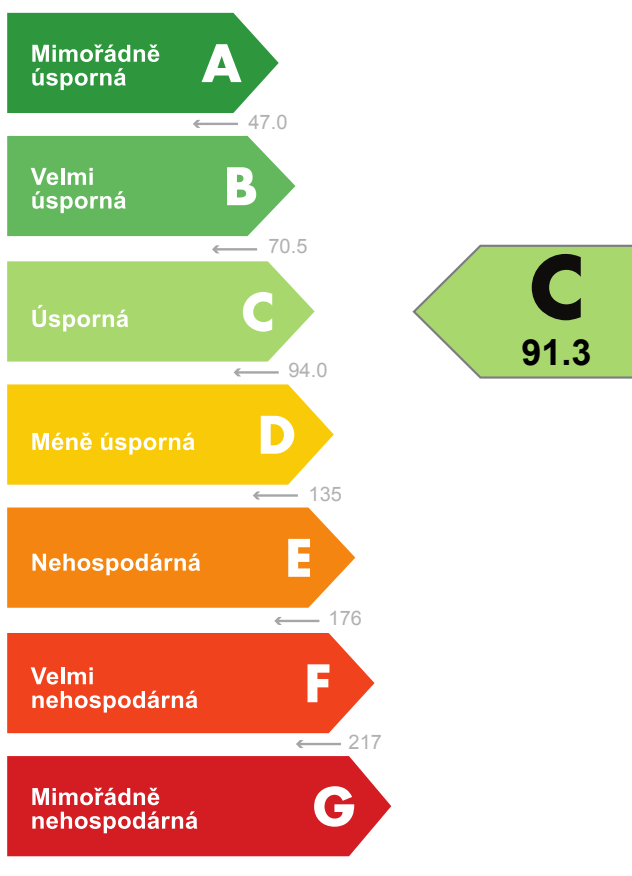 Mimořádně
úsporná
A
47.0
Velmi
úsporná
B
70.5
Úsporná
C
94.0
C
91.3
Méně úsporná
D
135
Nehospodárná
E
176
Velmi
nehospodárná
F
217
Mimořádně
nehospodárná
G